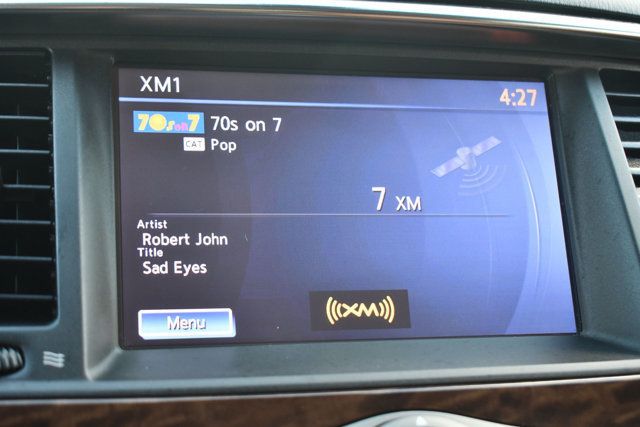 XM1
4:27
70s on 7 70s on 7
CAT Pop
7 XM
Artist
Robert John
Title
Sad Eyes
Menu
((XM))